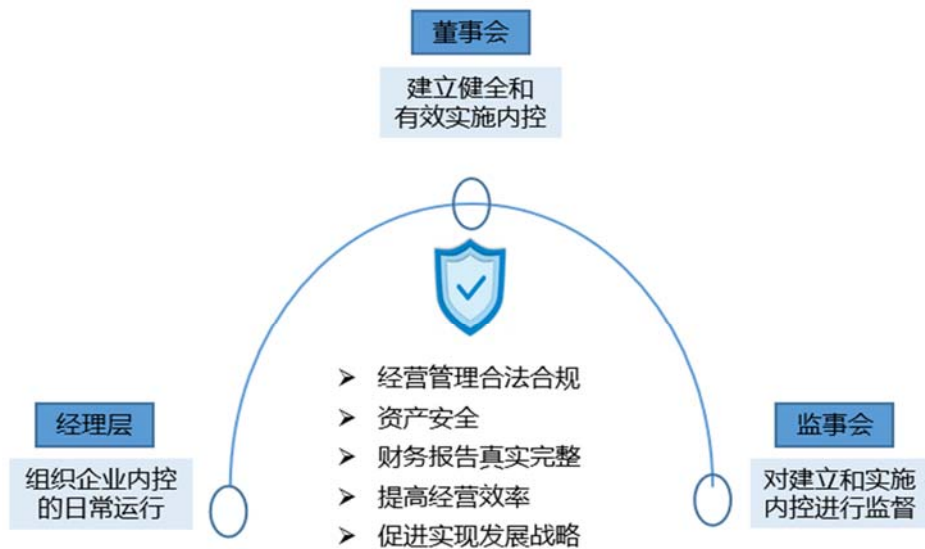 董事会
建立健全和
有效实施内控
经营管理合法合规
资产安全
财务报告真实完整
提高经营效率
促进实现发展战略
经理层
组织企业内控
的日常运行
监事会
对建立和实施
内控进行监督